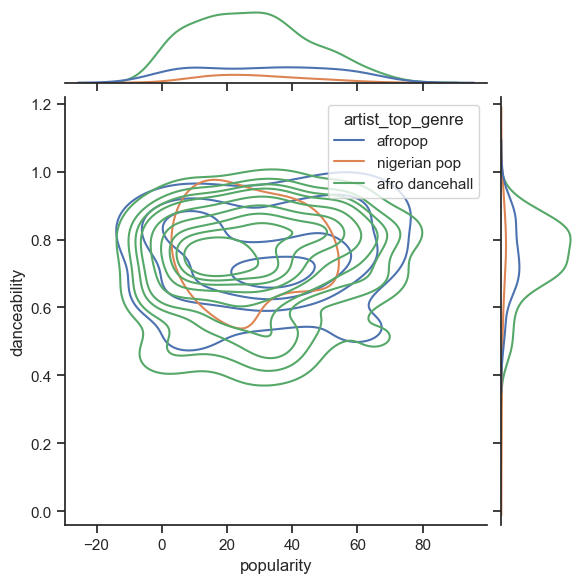 1.2
artist_top_genre
afropop
nigerian pop
afro dancehall
1.0
0.8
0.6
0.4
0.2
0.0
danceability
−20 0 20 40 60 80
popularity